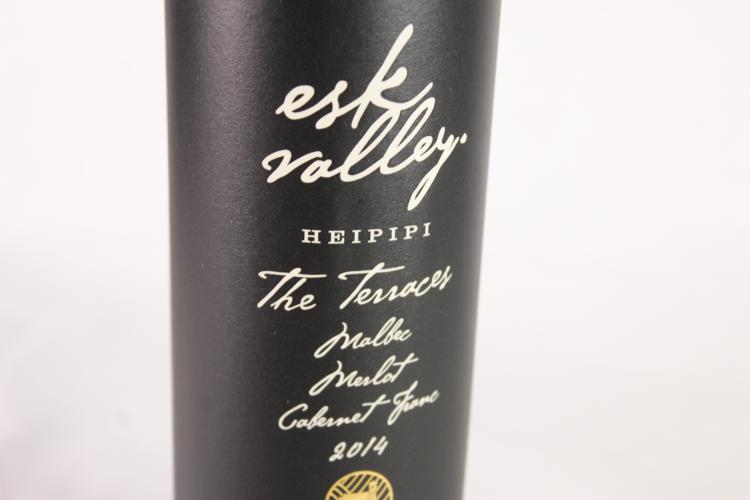 esk
valley.
HEIPIPI
The Terraces
Malbec
Merlot
Cabernet Franc
2014